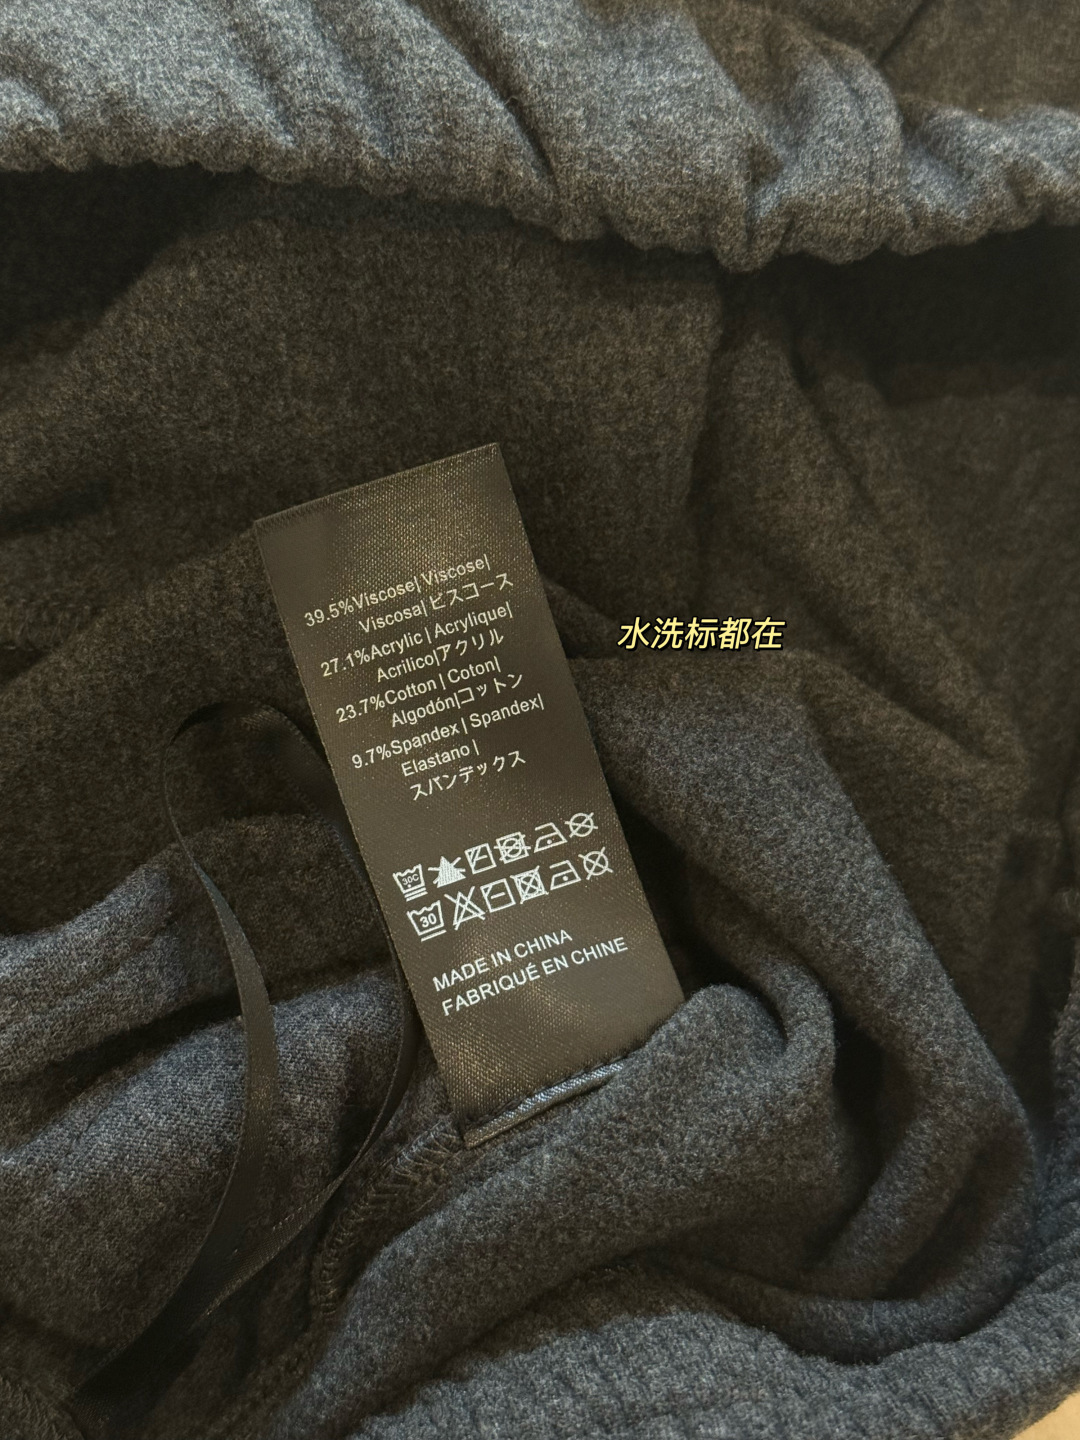 39.5%Viscose| Viscose|
Viscosa| ビスコース
27.1%Acrylic | Acrylique|
Acrilico|アクリル
23.7%Cotton | Coton|
Algodón|コットン
9.7%Spandex | Spandex|
Elastano |
スパンデックス
水洗标都在
30C
30
MADE IN CHINA
FABRIQUÉ EN CHINE